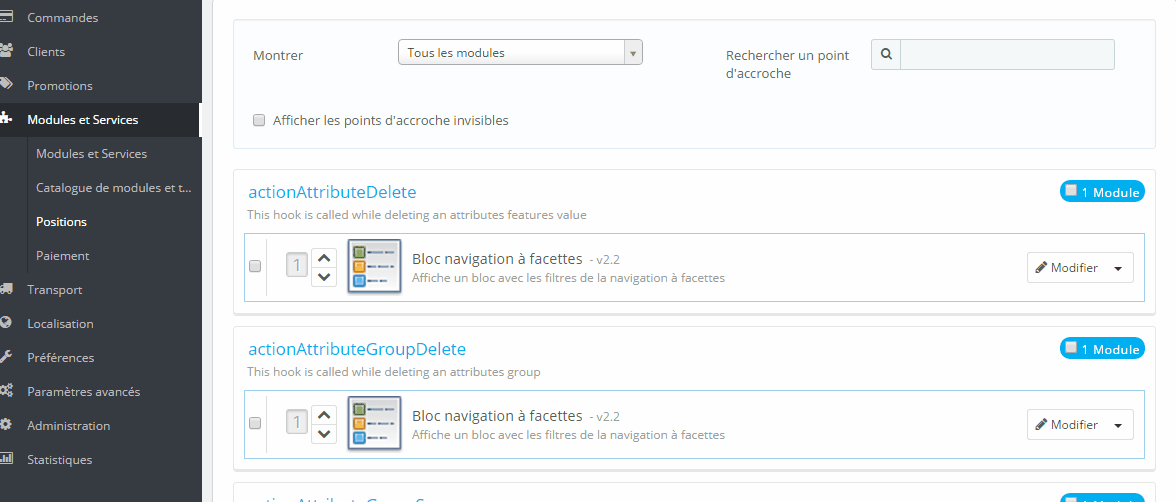 Commandes
Clients
Promotions
Modules et Services
Modules et Services
Catalogue de modules et t...
Positions
Paiement
Transport
Localisation
Préférences
Paramètres avancés
Administration
Statistiques
Montrer
Tous les modules
Rechercher un point
d'accroche
Afficher les points d'accroche invisibles
actionAttributeDelete
1 Module
This hook is called while deleting an attributes features value
1
Bloc navigation à facettes - v2.2
Affiche un bloc avec les filtres de la navigation à facettes
Modifier
actionAttributeGroupDelete
1 Module
This hook is called while deleting an attributes group
1
Bloc navigation à facettes - v2.2
Affiche un bloc avec les filtres de la navigation à facettes
Modifier